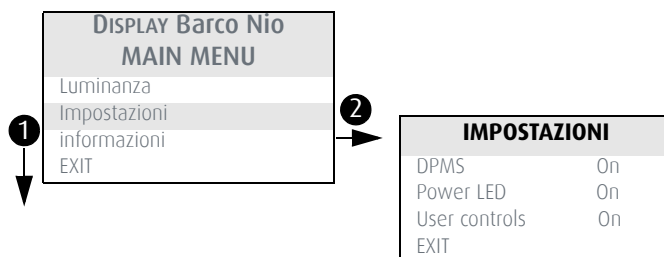 DISPLAY Barco Nio
MAIN MENU
Luminanza
Impostazioni
informazioni
EXIT
1
2
IMPOSTAZIONI
DPMS On
Power LED On
User controls On
EXIT